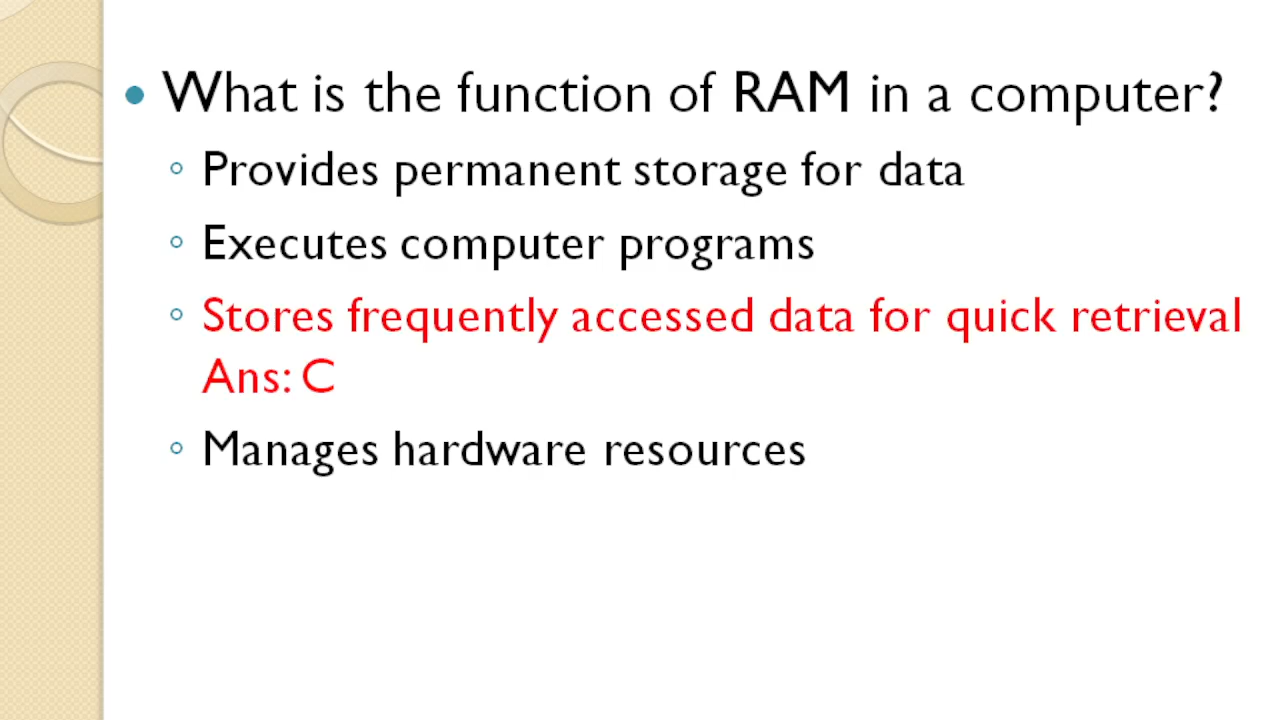 What is the function of RAM in a computer?
Provides permanent storage for data
Executes computer programs
Stores frequently accessed data for quick retrieval
Ans: C
Manages hardware resources